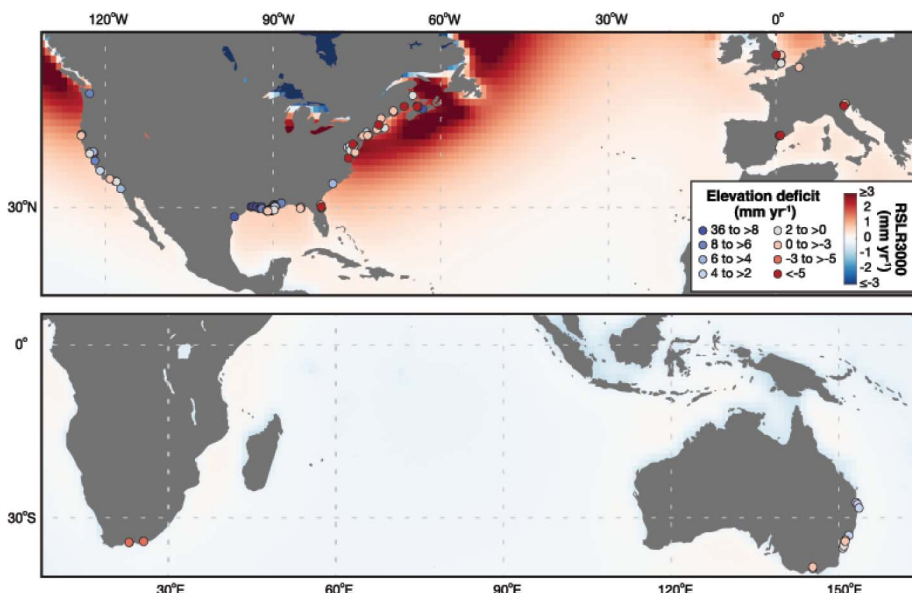 120°W 90°W 60°W 30°W 0°
30°N
Elevation deficit
(mm yr⁻¹)
36 to >8 2 to >0
8 to >6 0 to >-3
6 to >4 -3 to >-5
4 to >2 <-5
≥3
2
1
0
-1
-2
≤-3
RSLR3000
(mm yr⁻¹)
0°
30°S
30°E 60°E 90°E 120°E 150°E